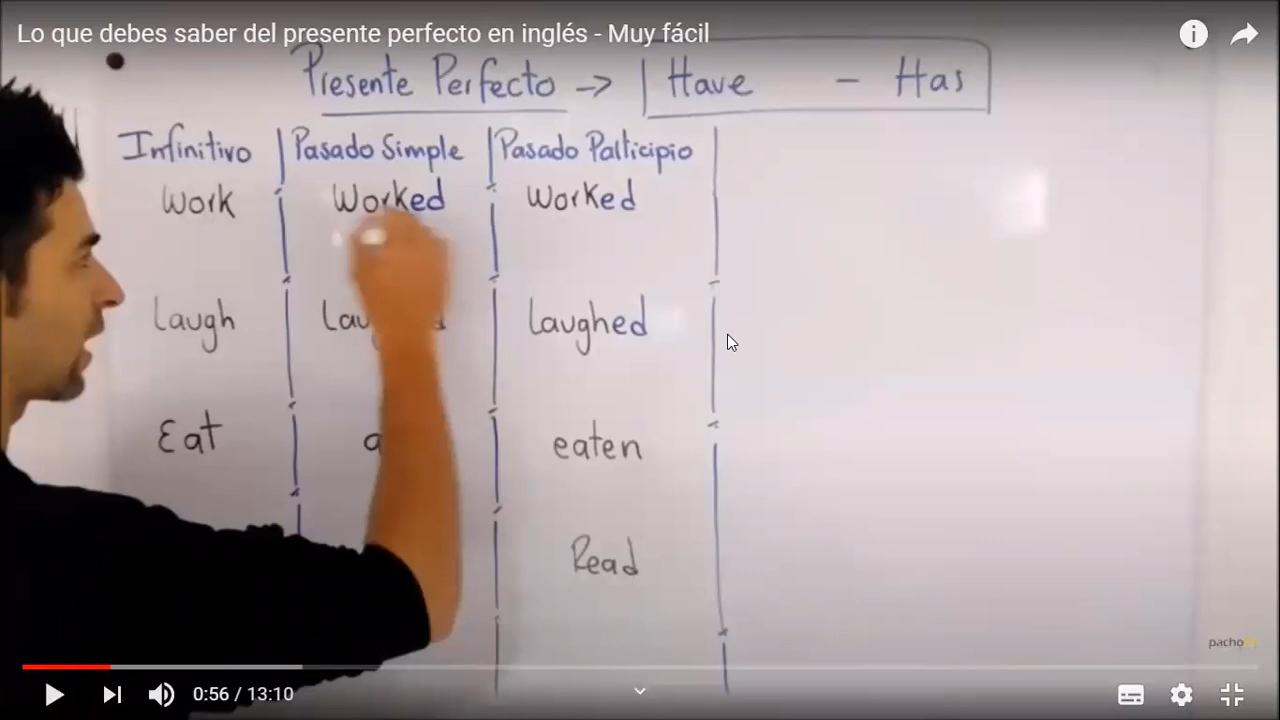 Lo que debes saber del presente perfecto en inglés - Muy fácil
Presente Perfecto → Have - Has
Infinitivo Pasado Simple Pasado Participio
Work Worked Worked
Laugh Laughed
Eat eaten
Read
pacho
0:56 / 13:10